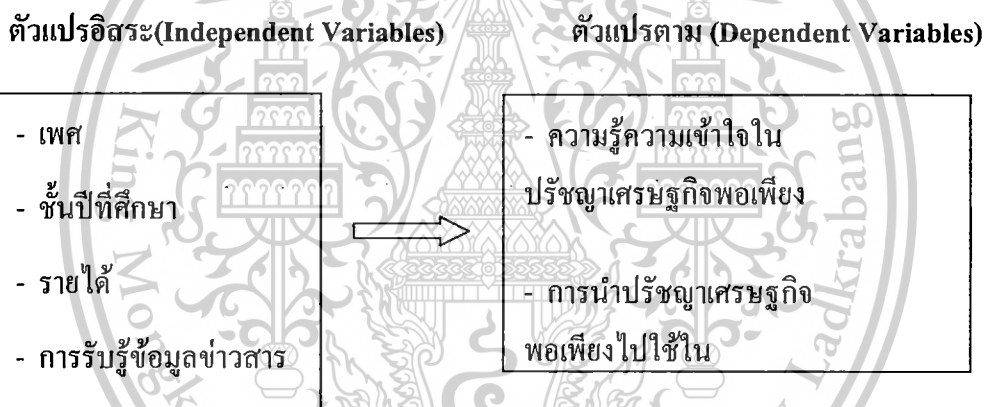 ตัวแปรอิสระ(Independent Variables) ตัวแปรตาม (Dependent Variables)
- เพศ
- ชั้นปีที่ศึกษา
- รายได้
- การรับรู้ข้อมูลข่าวสาร
- ความรู้ความเข้าใจใน
ปรัชญาเศรษฐกิจพอเพียง
- การนำปรัชญาเศรษฐกิจ
พอเพียงไปใช้ใน
King Mongk
Ladkrabang